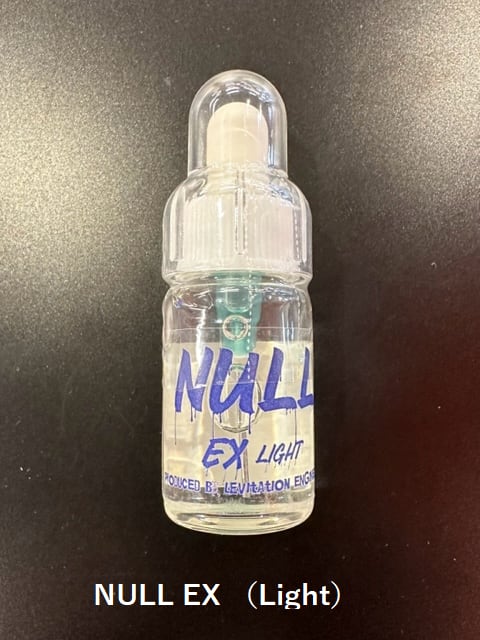 NULL
EX LIGHT
LEVITATION
NULL EX （Light）